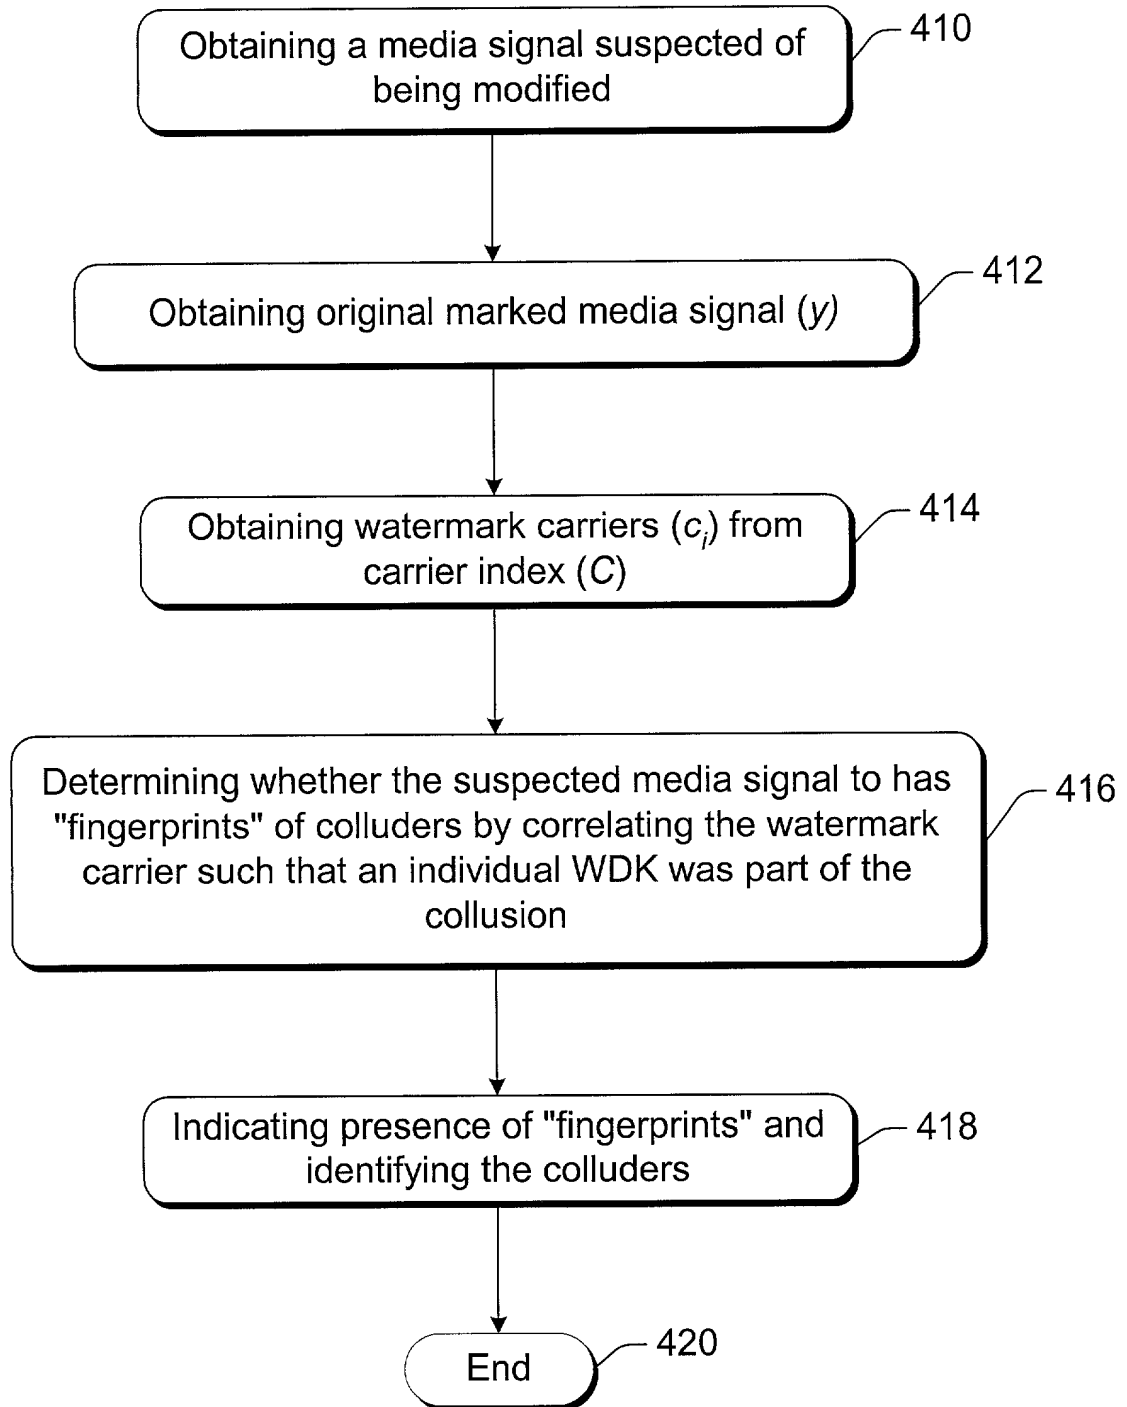 Obtaining a media signal suspected of
being modified
410
Obtaining original marked media signal (y)
412
Obtaining watermark carriers (ci) from
carrier index (C)
414
Determining whether the suspected media signal to has
"fingerprints" of colluders by correlating the watermark
carrier such that an individual WDK was part of the
collusion
416
Indicating presence of "fingerprints" and
identifying the colluders
418
End
420